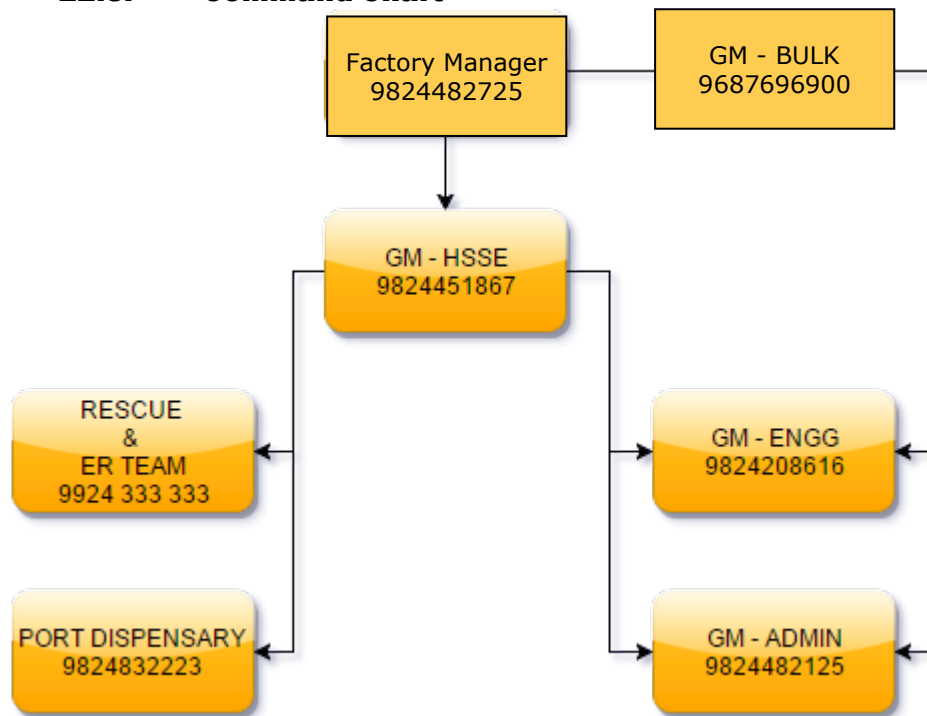 Factory Manager
9824482725
GM - BULK
9687696900
GM - HSSE
9824451867
RESCUE
&
ER TEAM
9924 333 333
GM - ENGG
9824208616
PORT DISPENSARY
9824832223
GM - ADMIN
9824482125